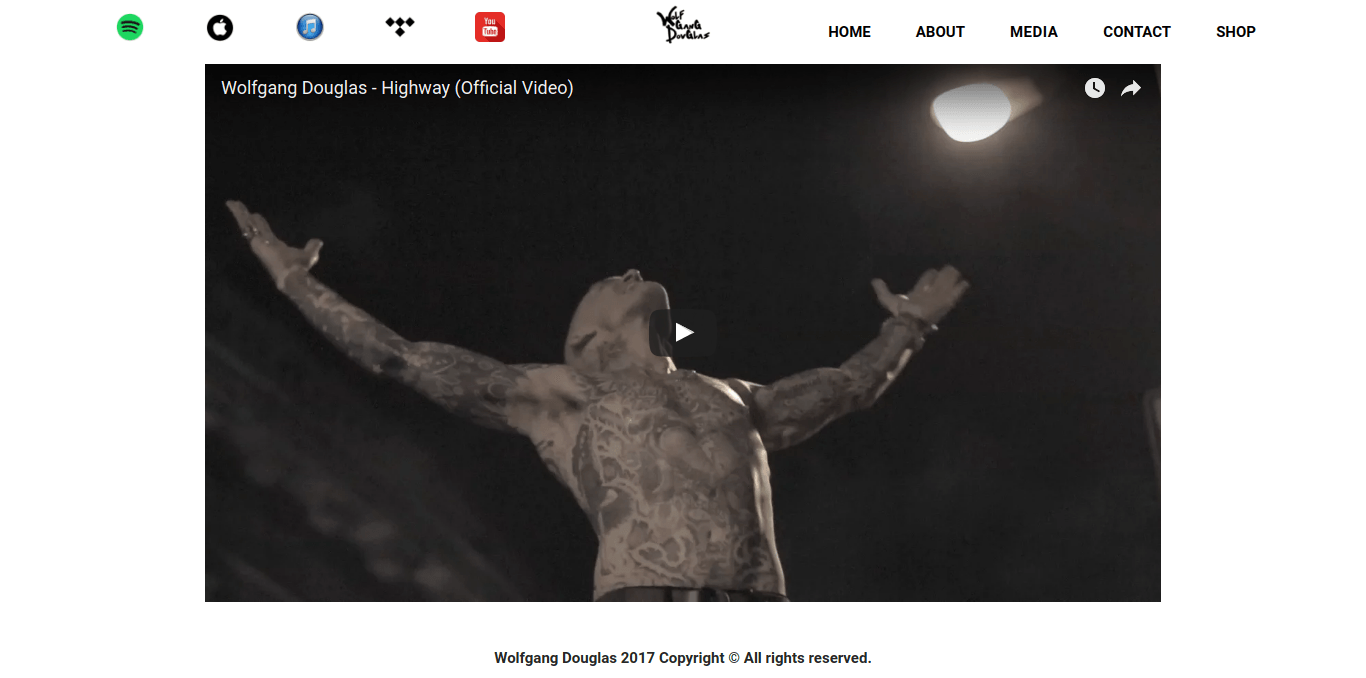 You
Tube
Wolf
Gang
Douglas
HOME
ABOUT
MEDIA
CONTACT
SHOP
Wolfgang Douglas - Highway (Official Video)
Wolfgang Douglas 2017 Copyright © All rights reserved.